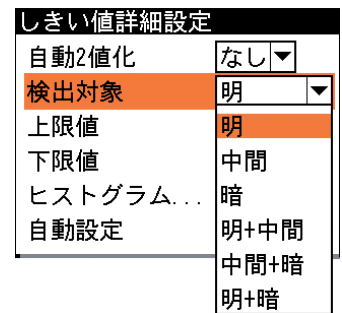 しきい値詳細設定
自動2値化 なし▼
検出対象 明 ▼
上限値 明
下限値 中間
ヒストグラム... 暗
自動設定 明+中間
中間+暗
明+暗